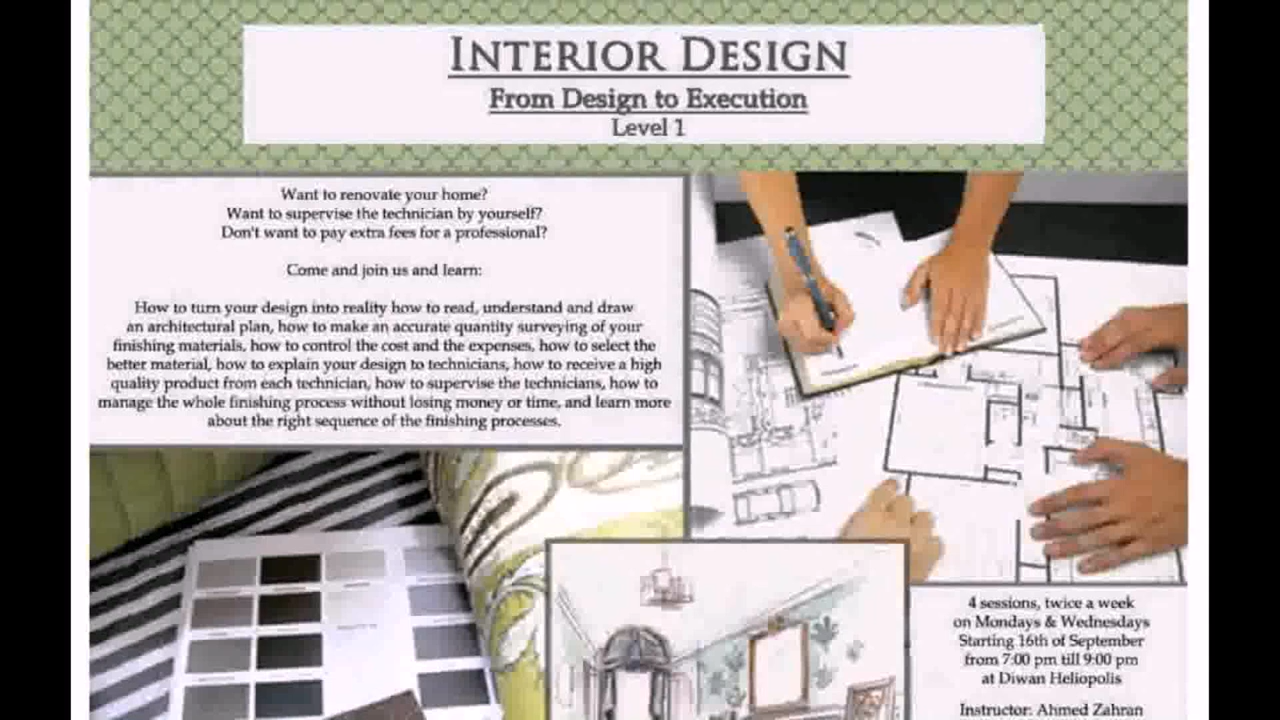 INTERIOR DESIGN
From Design to Execution
Level 1
Want to renovate your home?
Want to supervise the technician by yourself?
Don't want to pay extra fees for a professional?
Come and join us and learn:
How to turn your design into reality how to read, understand and draw
an architectural plan, how to make an accurate quantity surveying of your
finishing materials, how to control the cost and the expenses, how to select the
better material, how to explain your design to technicians, how to receive a high
quality product from each technician, how to supervise the technicians, how to
manage the whole finishing process without losing money or time, and learn more
about the right sequence of the finishing processes.
4 sessions, twice a week
on Mondays & Wednesdays
Starting 16th of September
from 7:00 pm till 9:00 pm
at Diwan Heliopolis
Instructor: Ahmed Zahran